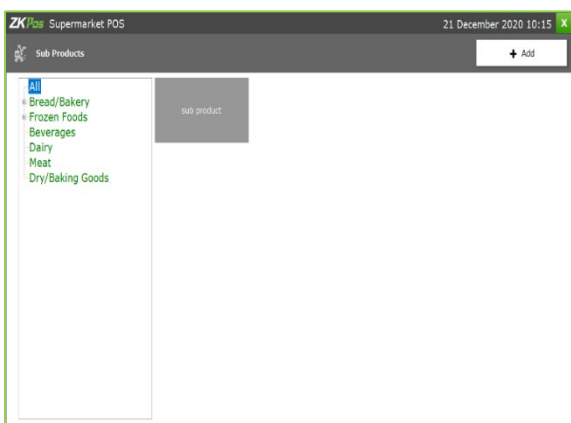 ZKPos Supermarket POS
21 December 2020 10:15 X
Sub Products
+ Add
All
Bread/Bakery
Frozen Foods
Beverages
Dairy
Meat
Dry/Baking Goods
sub product